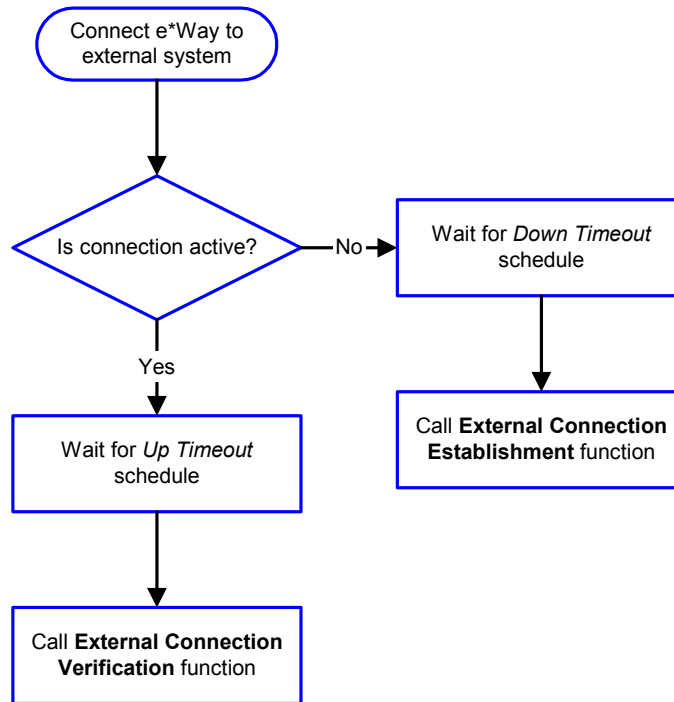 Connect e*Way to
external system
Is connection active?
No
Wait for Down Timeout
schedule
Yes
Call External Connection
Establishment function
Wait for Up Timeout
schedule
Call External Connection
Verification function